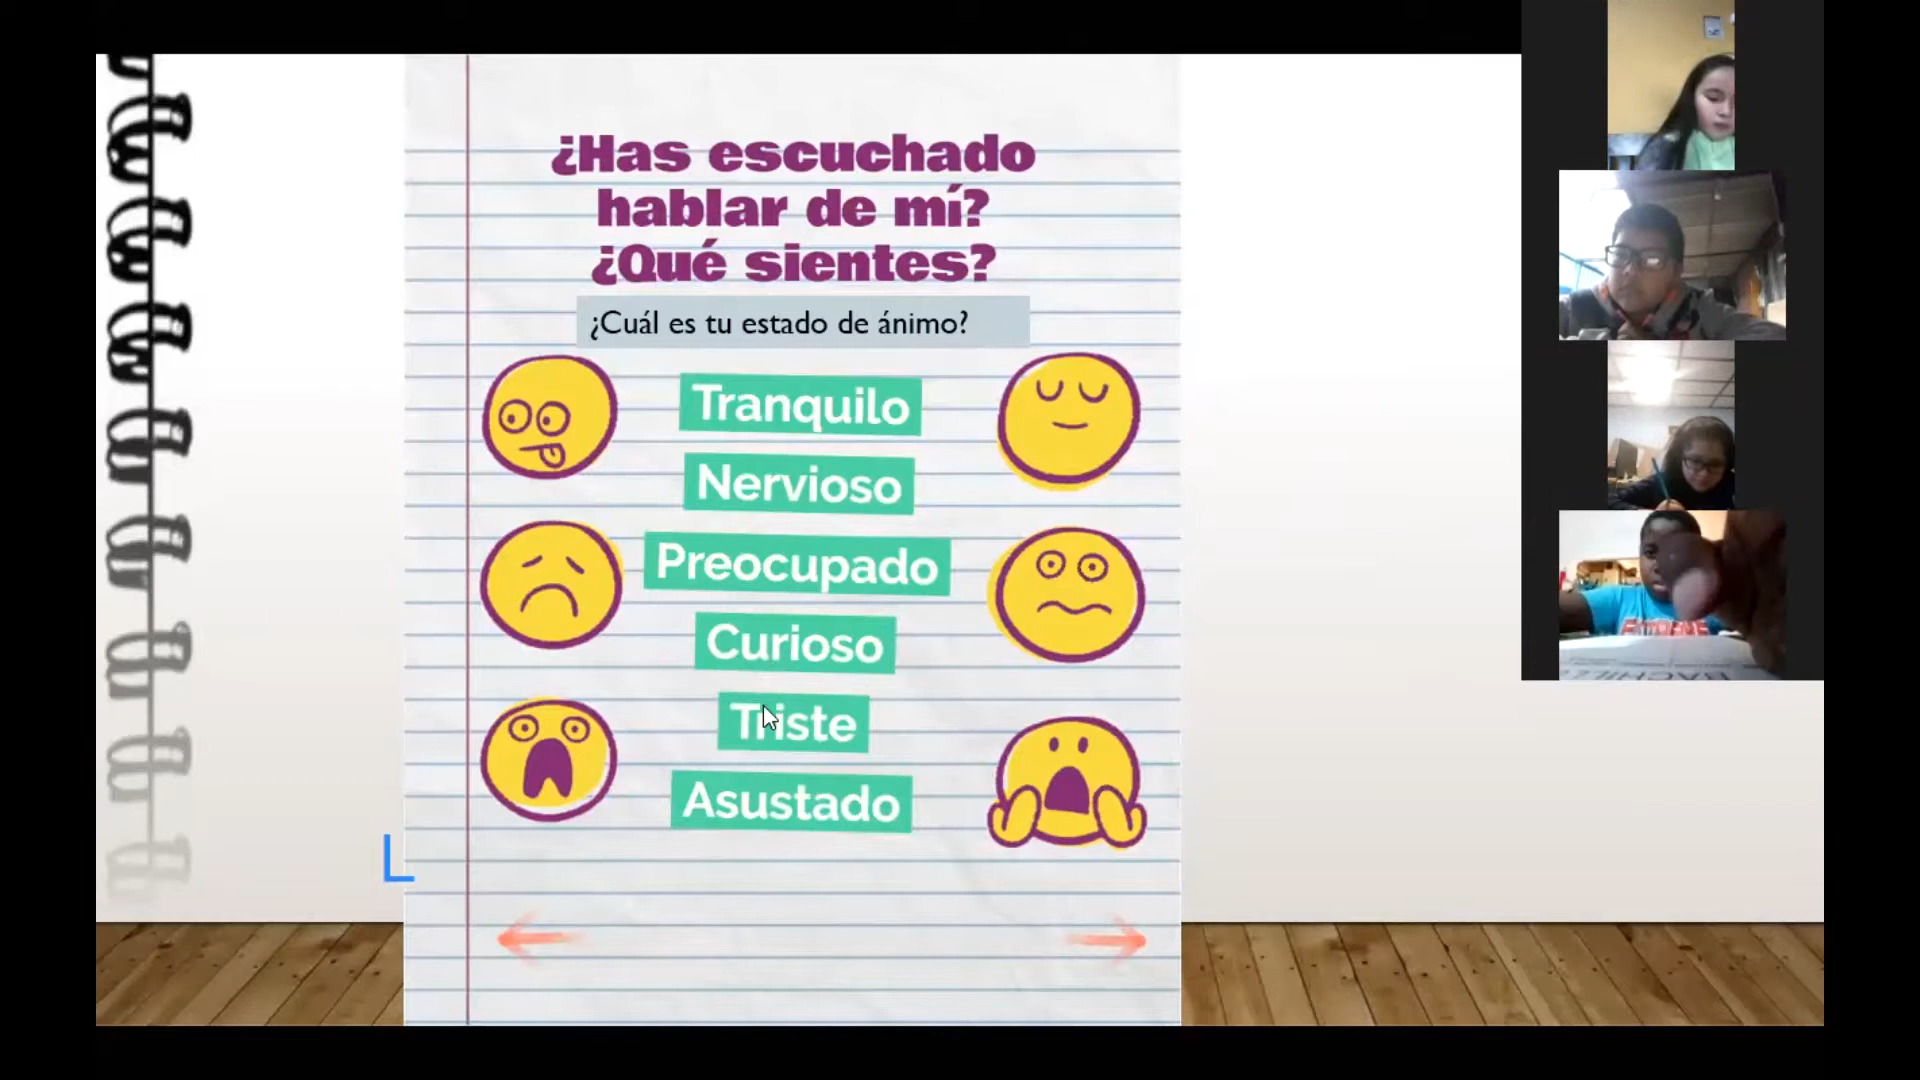 ¿Has escuchado
hablar de mí?
¿Qué sientes?
¿Cuál es tu estado de ánimo?
Tranquilo
Nervioso
Preocupado
Curioso
Triste
Asustado